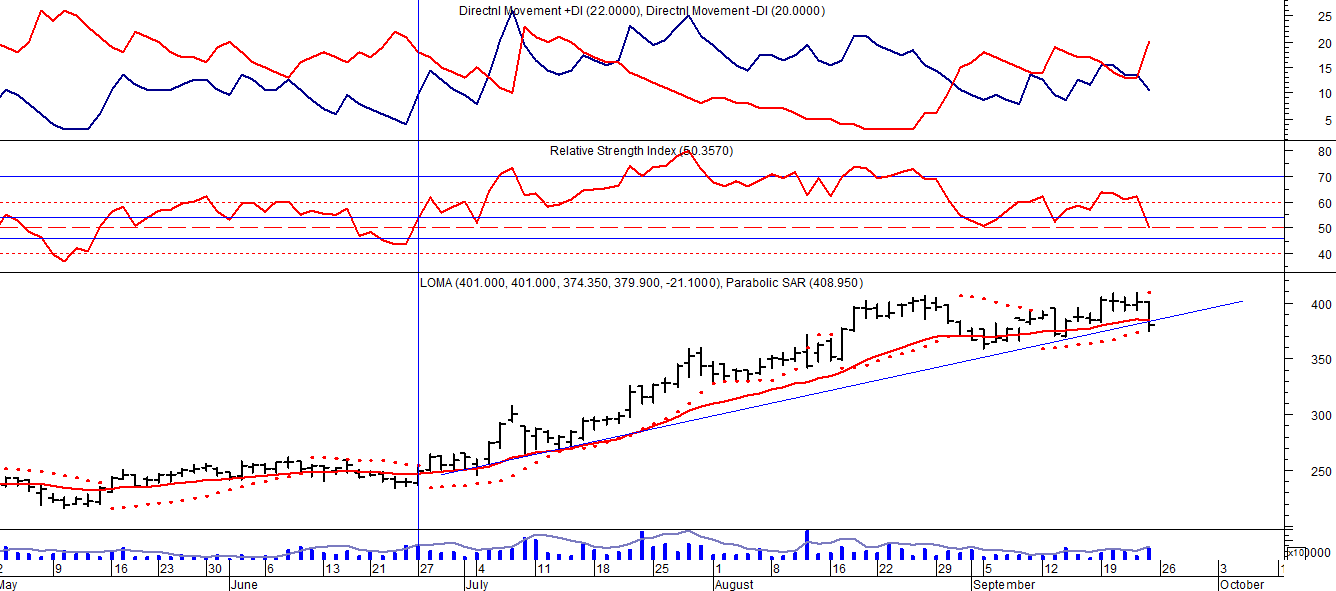 Directnl Movement +DI (22.0000), Directnl Movement -DI (20.0000)
25
20
15
10
5
Relative Strength Index (50.3570)
80
70
60
50
40
LOMA (401.000, 401.000, 374.350, 379.900, -21.1000), Parabolic SAR (408.950)
400
350
300
250
x10
0000
2 9 16 23 30 6 13 21 27 4 11 18 25 1 8 16 22 29 5 12 19 26 3 1
May June July August September October